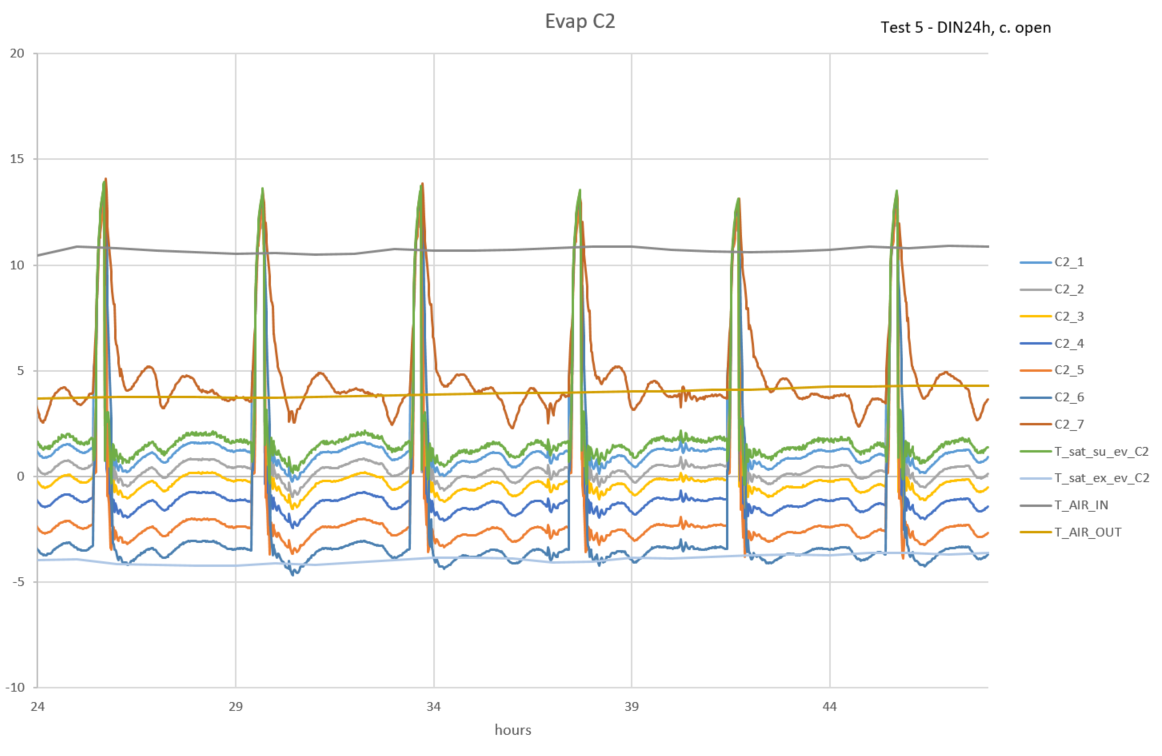 Evap C2
Test 5 - DIN24h, c. open
20
15
10
5
0
-5
-10
24
29
34
39
44
hours
C2_1
C2_2
C2_3
C2_4
C2_5
C2_6
C2_7
T_sat_su_ev_C2
T_sat_ex_ev_C2
T_AIR_IN
T_AIR_OUT